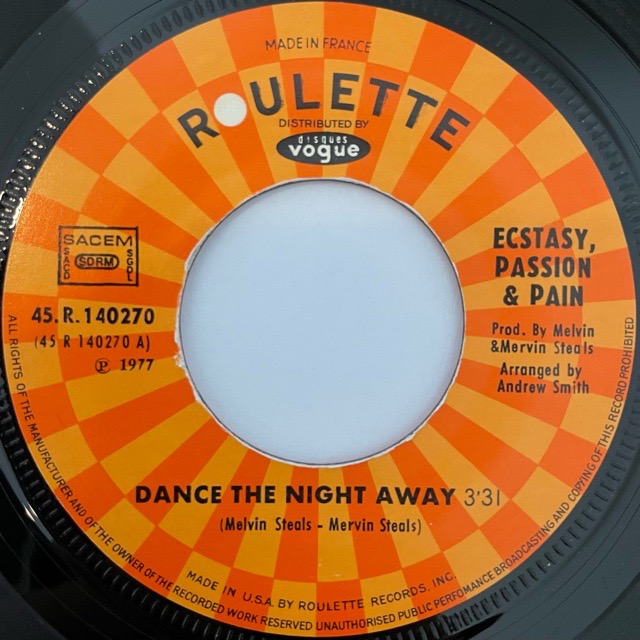 MADE IN FRANCE
ROULETTE
DISTRIBUTED BY
disques
vogue
SACEM
SACD
SDRM
SGDL
45.R.140270
(45 R 140270 A)
Ⓟ 1977
ECSTASY,
PASSION
& PAIN
Prod. By Melvin
&Mervin Steals
Arranged by
Andrew Smith
DANCE THE NIGHT AWAY 3'31
(Melvin Steals - Mervin Steals)
MADE IN U.S.A. BY ROULETTE RECORDS, INC.
ALL RIGHTS OF THE MANUFACTURER AND OF THE OWNER OF THE RECORDED WORK RESERVED UNAUTHORISED PUBLIC PERFOMANCE BROADCASTING AND COPYING OF THIS RECORD PROHIBITED